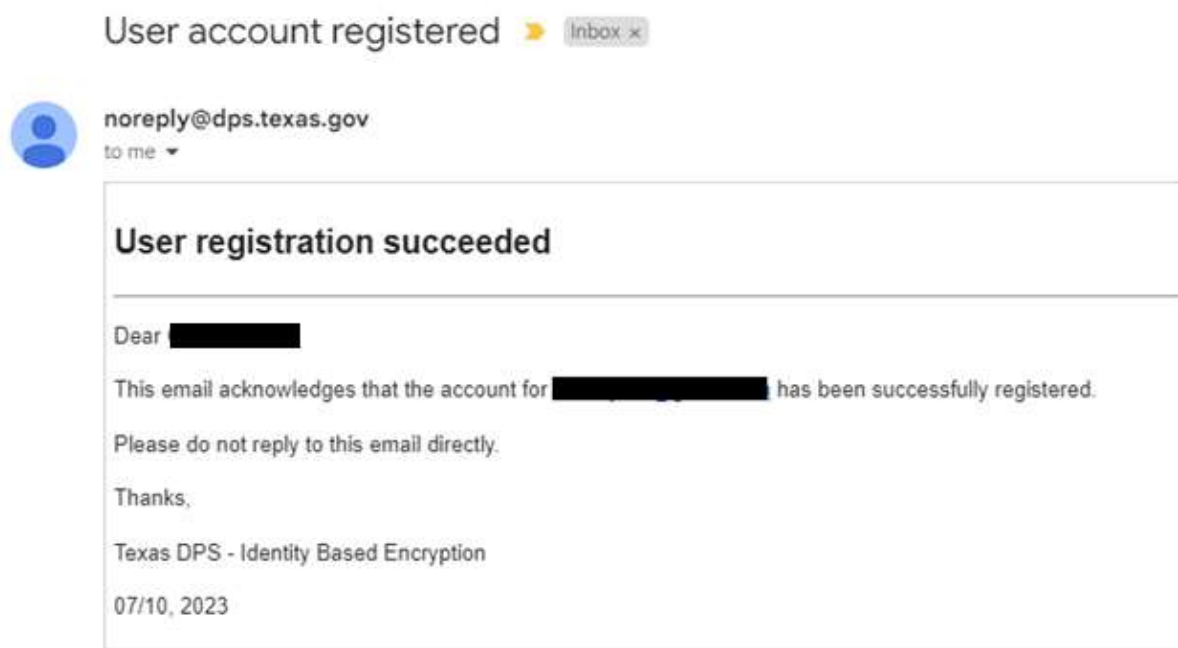 User account registered
Inbox x
noreply@dps.texas.gov
to me
User registration succeeded
Dear
This email acknowledges that the account for has been successfully registered.
Please do not reply to this email directly.
Thanks,
Texas DPS - Identity Based Encryption
07/10, 2023